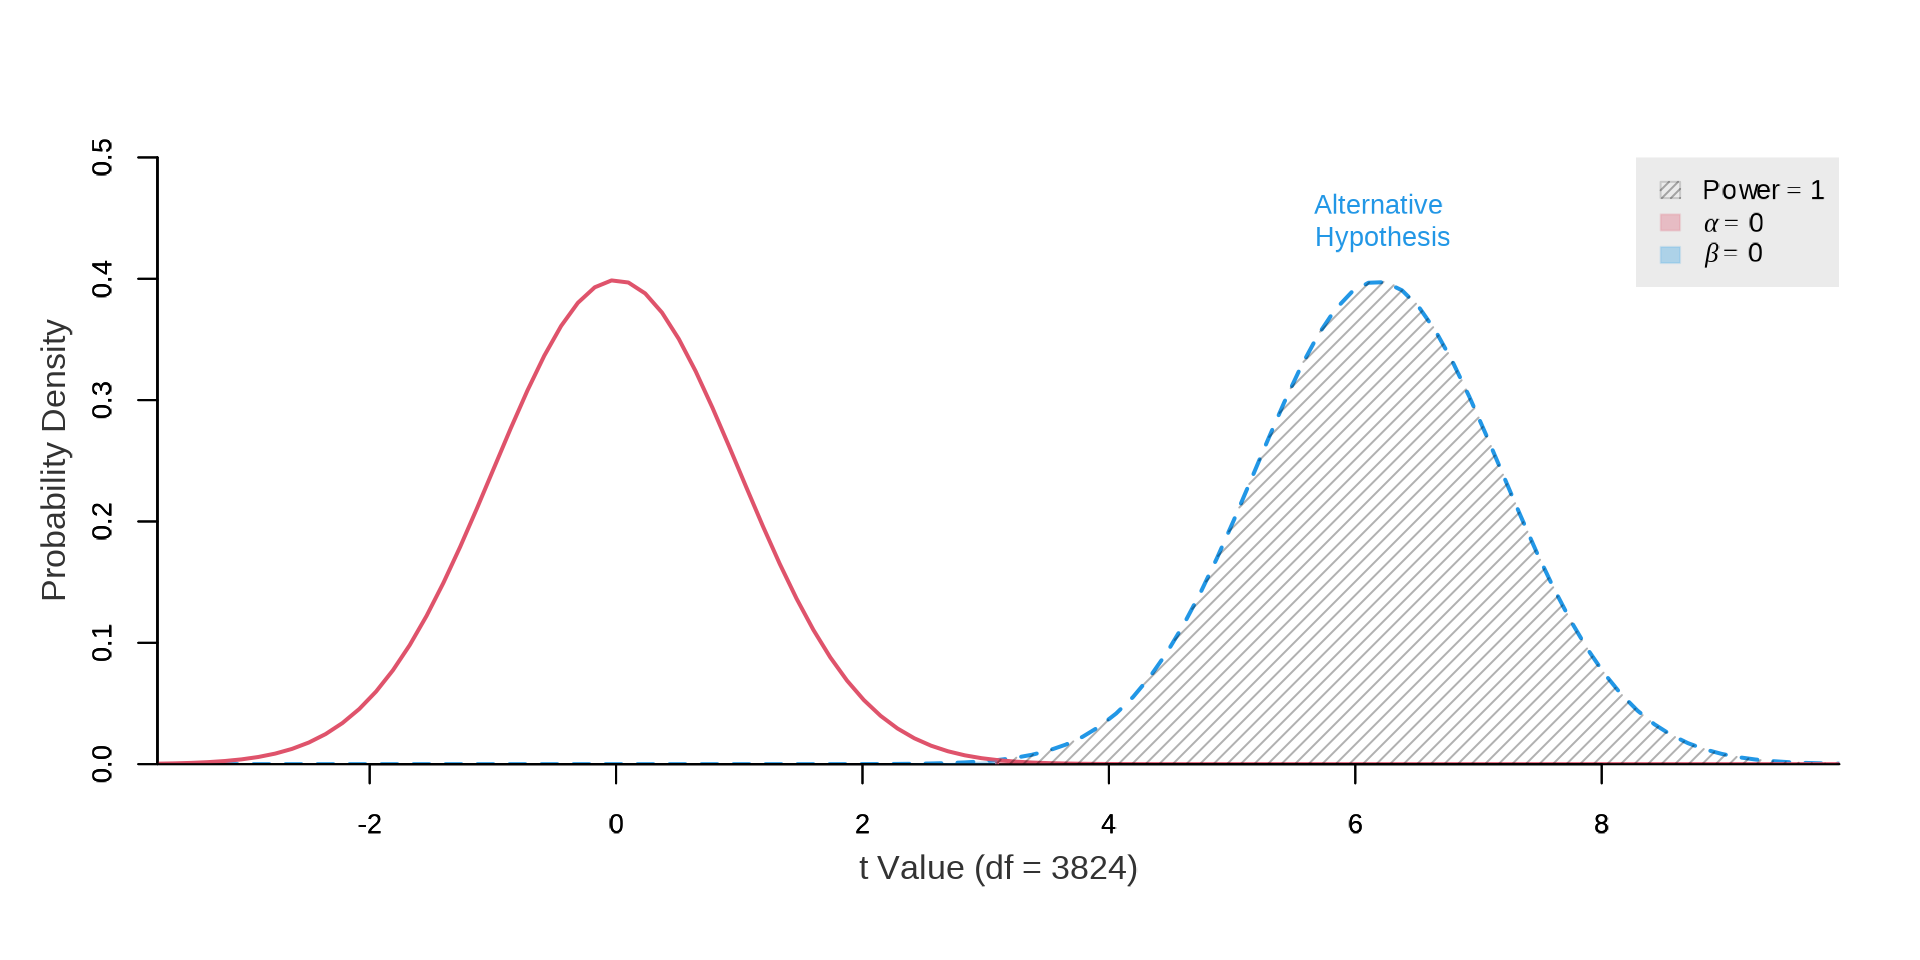 Alternative
Hypothesis
Power = 1
α = 0
β = 0
Probability Density
0.5
0.4
0.3
0.2
0.1
0.0
-2 0 2 4 6 8
t Value (df = 3824)